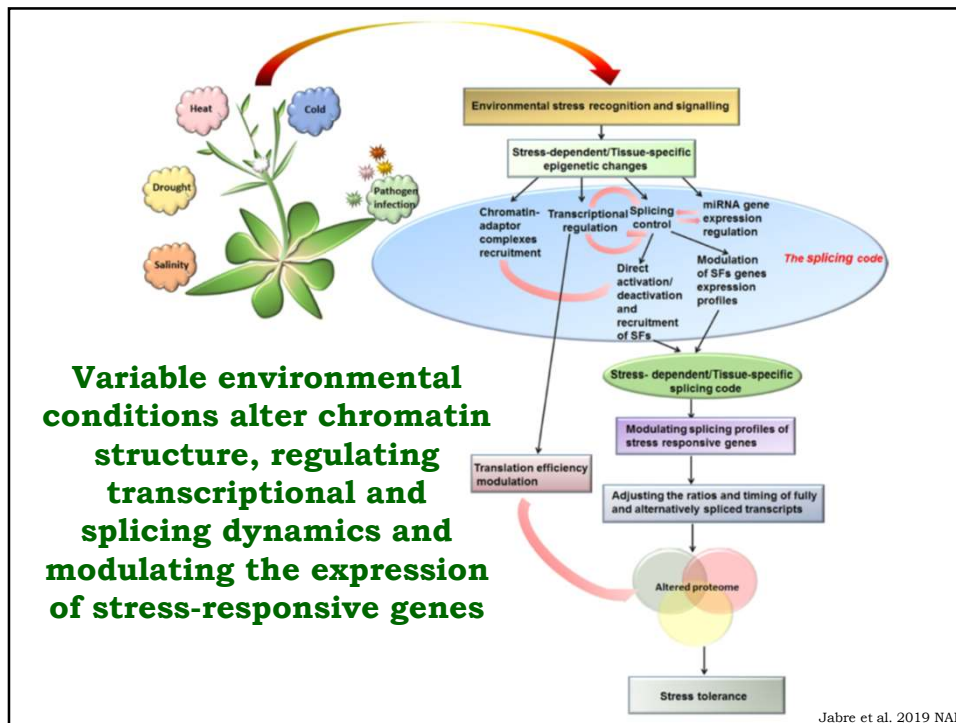 Heat
Cold
Drought
Pathogen
infection
Salinity
Environmental stress recognition and signalling
Stress-dependent/Tissue-specific
epigenetic changes
Chromatin-
adaptor
complexes
recruitment
Transcriptional
regulation
Splicing
control
miRNA gene
expression
regulation
The splicing code
Direct
activation/
deactivation
and
recruitment
of SFs
Modulation
of SFs genes
expression
profiles
Stress- dependent/Tissue-specific
splicing code
Modulating splicing profiles of
stress responsive genes
Translation efficiency
modulation
Adjusting the ratios and timing of fully
and alternatively spliced transcripts
Altered proteome
Stress tolerance
Variable environmental
conditions alter chromatin
structure, regulating
transcriptional and
splicing dynamics and
modulating the expression
of stress-responsive genes
Jabre et al. 2019